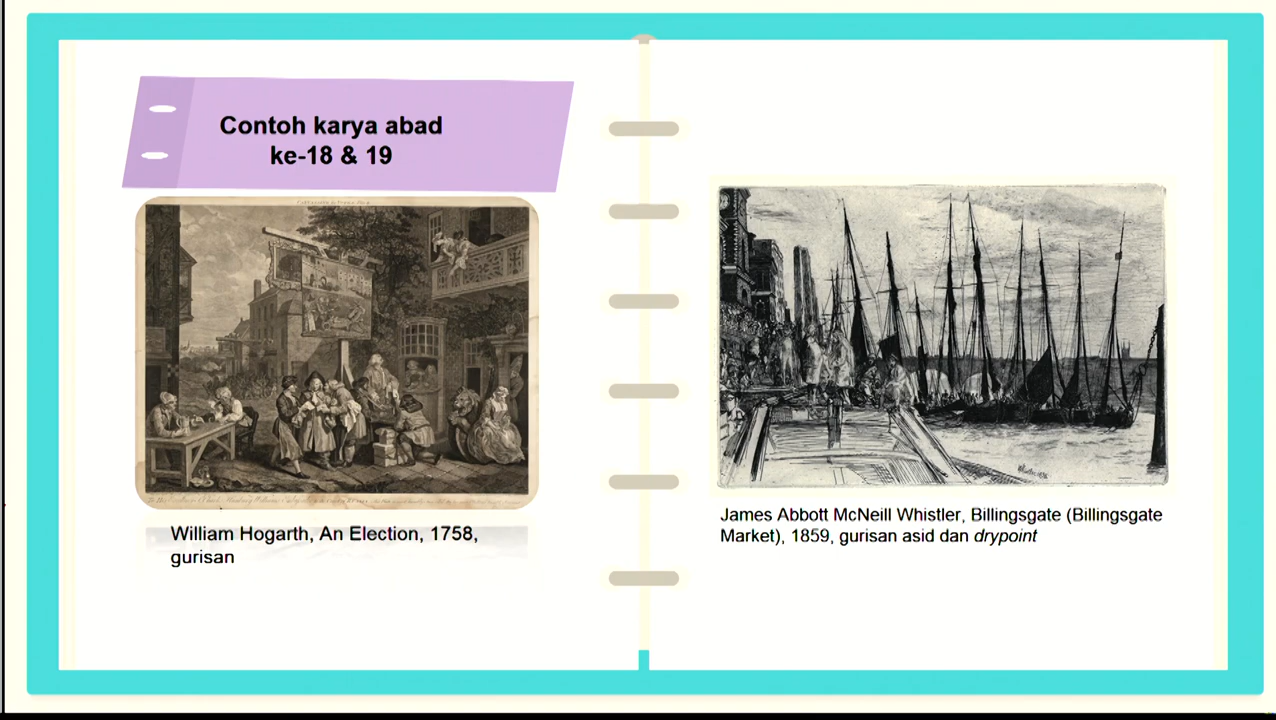 Contoh karya abad
ke-18 & 19
William Hogarth, An Election, 1758,
gurisan
James Abbott McNeill Whistler, Billingsgate (Billingsgate
Market), 1859, gurisan asid dan drypoint